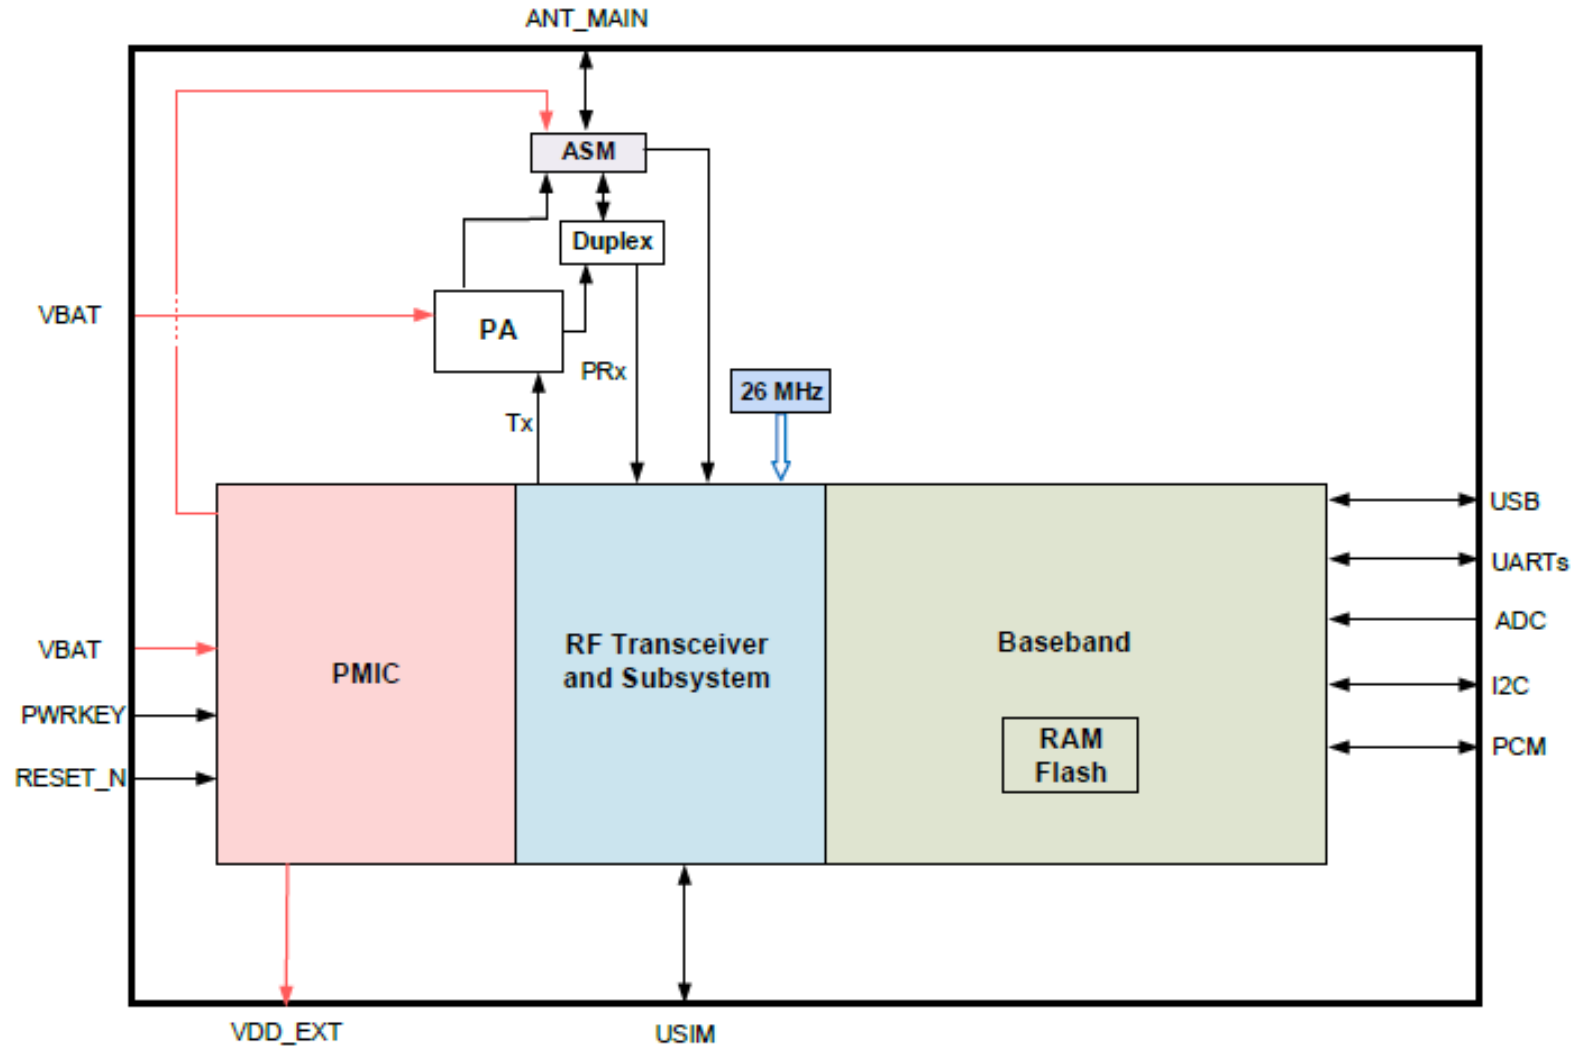 ANT_MAIN
ASM
Duplex
VBAT
PA
PRx
26 MHz
Tx
USB
UARTs
ADC
I2C
PCM
VBAT
PWRKEY
RESET_N
PMIC
RF Transceiver
and Subsystem
Baseband
RAM
Flash
VDD_EXT
USIM